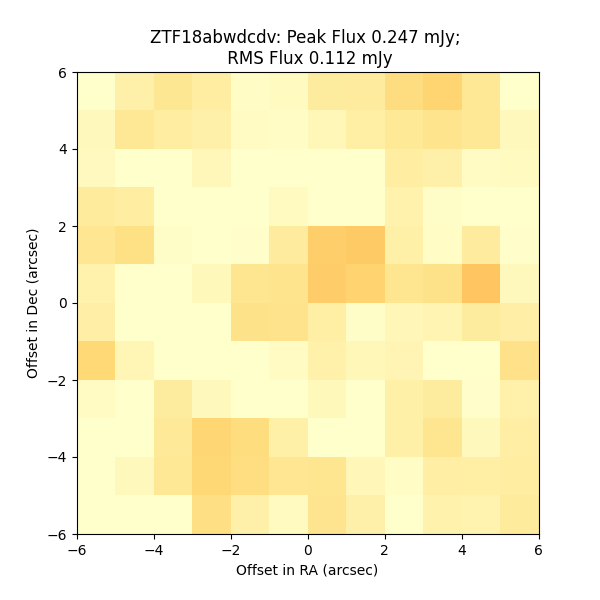 ZTF18abwdcdv: Peak Flux 0.247 mJy;
RMS Flux 0.112 mJy
6
4
2
0
−2
−4
−6
Offset in Dec (arcsec)
−6 −4 −2 0 2 4 6
Offset in RA (arcsec)